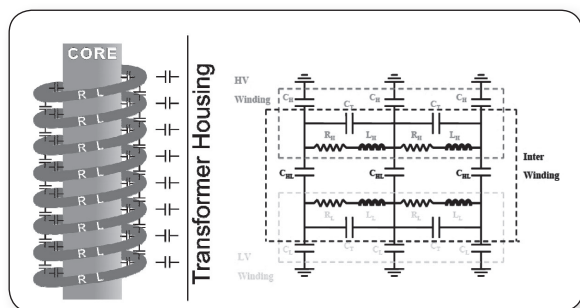 CORE
R L
R L
R L
R L
R L
R L
R L
R L
Transformer Housing
HV
Winding
C_H C_H C_H
C_T C_T
R_H L_H R_H L_H
C_HL C_HL C_HL
Inter
Winding
R_L L_L R_L L_L
C_T C_T
C_L C_L C_L
LV
Winding